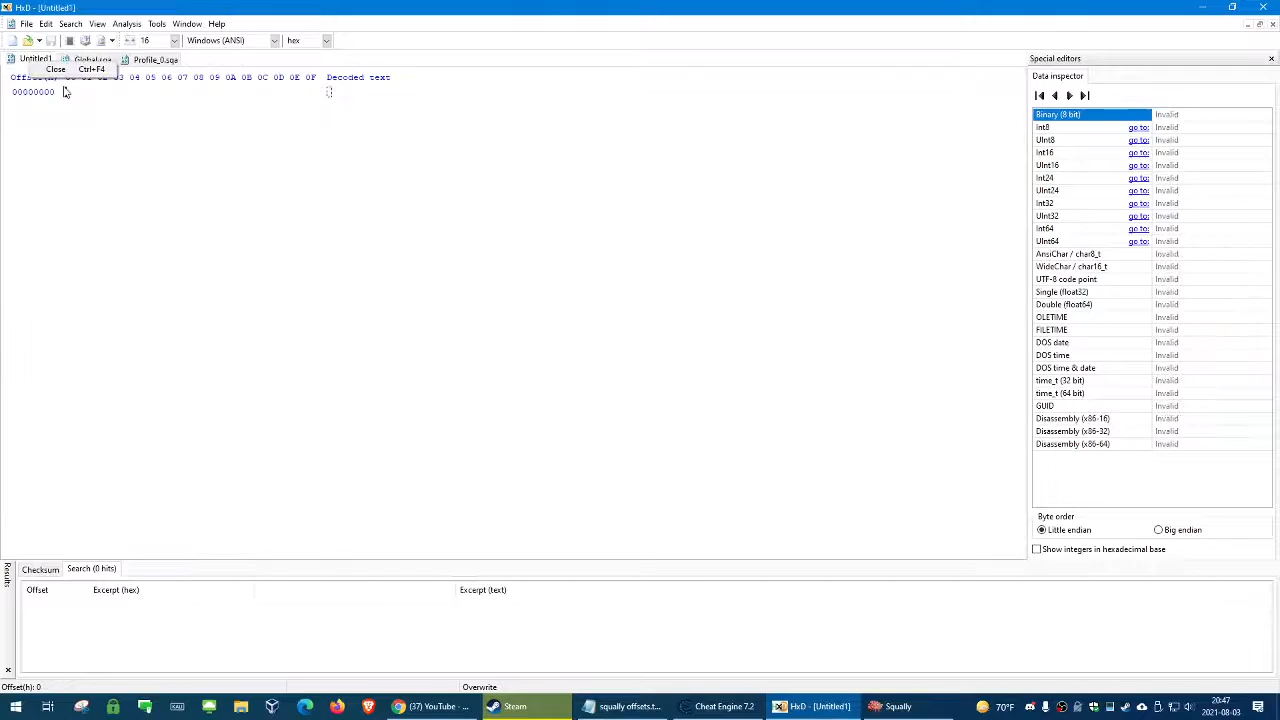 HxD - [Untitled1]
File Edit Search View Analysis Tools Window Help
16 Windows (ANSI) hex
Untitled1 Global.sqa Profile_0.sqa
Close Ctrl+F4
04 05 06 07 08 09 0A 0B 0C 0D 0E 0F Decoded text
00000000
Special editors
Data inspector
Binary (8 bit) Invalid
Int8 go to: Invalid
UInt8 go to: Invalid
Int16 go to: Invalid
UInt16 go to: Invalid
Int24 go to: Invalid
UInt24 go to: Invalid
Int32 go to: Invalid
UInt32 go to: Invalid
Int64 go to: Invalid
UInt64 go to: Invalid
AnsiChar / char8_t Invalid
WideChar / char16_t Invalid
UTF-8 code point Invalid
Single (float32) Invalid
Double (float64) Invalid
OLETIME Invalid
FILETIME Invalid
DOS date Invalid
DOS time Invalid
DOS time & date Invalid
time_t (32 bit) Invalid
time_t (64 bit) Invalid
GUID Invalid
Disassembly (x86-16) Invalid
Disassembly (x86-32) Invalid
Disassembly (x86-64) Invalid
Byte order
Little endian Big endian
Show integers in hexadecimal base
Results
Checksum Search (0 hits)
Offset Excerpt (hex) Excerpt (text)
Offset(h): 0 Overwrite
(37) YouTube - ... Steam squally offsets.t... Cheat Engine 7.2 HxD - [Untitled1] Squally 70°F 20:47
2021-08-03